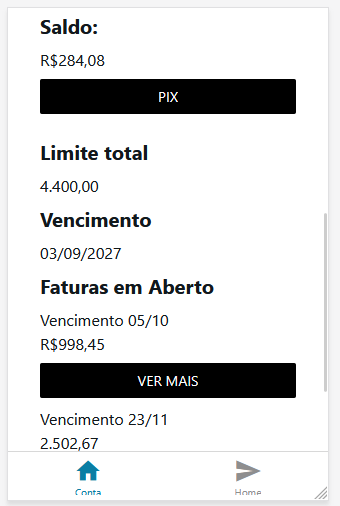 Saldo:
R$284,08
PIX
Limite total
4.400,00
Vencimento
03/09/2027
Faturas em Aberto
Vencimento 05/10
R$998,45
VER MAIS
Vencimento 23/11
2.502,67
Conta
Home